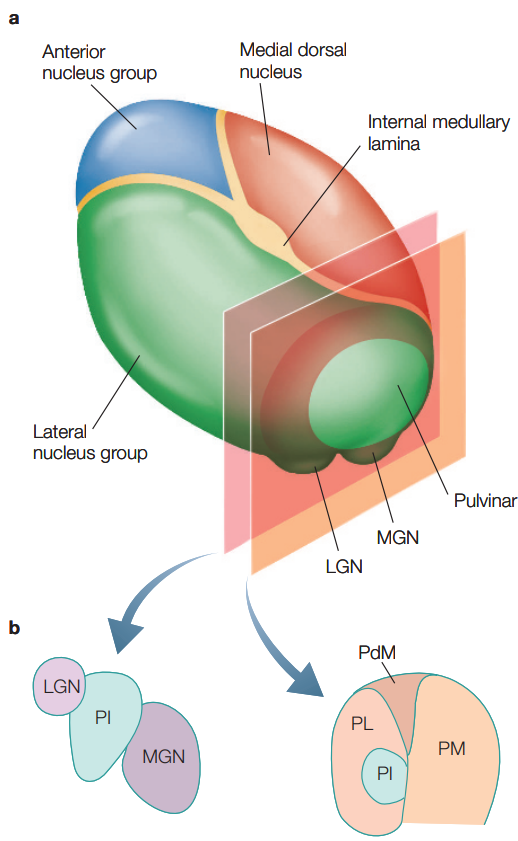 a
Anterior
nucleus group
Medial dorsal
nucleus
Internal medullary
lamina
Lateral
nucleus group
Pulvinar
MGN
LGN
b
LGN
PI
MGN
PdM
PL
PI
PM